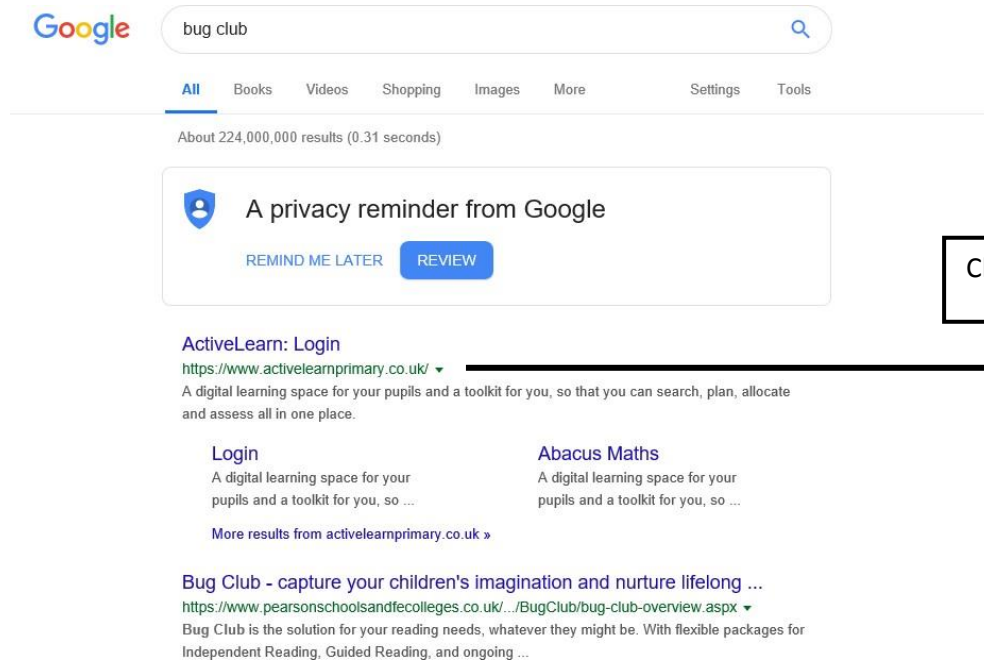 Google
bug club
All Books Videos Shopping Images More Settings Tools
About 224,000,000 results (0.31 seconds)
A privacy reminder from Google
REMIND ME LATER REVIEW
ActiveLearn: Login
https://www.activelearnprimary.co.uk/
A digital learning space for your pupils and a toolkit for you, so that you can search, plan, allocate
and assess all in one place.
Login
A digital learning space for your
pupils and a toolkit for you, so ...
Abacus Maths
A digital learning space for your
pupils and a toolkit for you, so ...
More results from activelearnprimary.co.uk »
Bug Club - capture your children's imagination and nurture lifelong ...
https://www.pearsonschoolsandfecolleges.co.uk/.../BugClub/bug-club-overview.aspx
Bug Club is the solution for your reading needs, whatever they might be. With flexible packages for
Independent Reading, Guided Reading, and ongoing ...